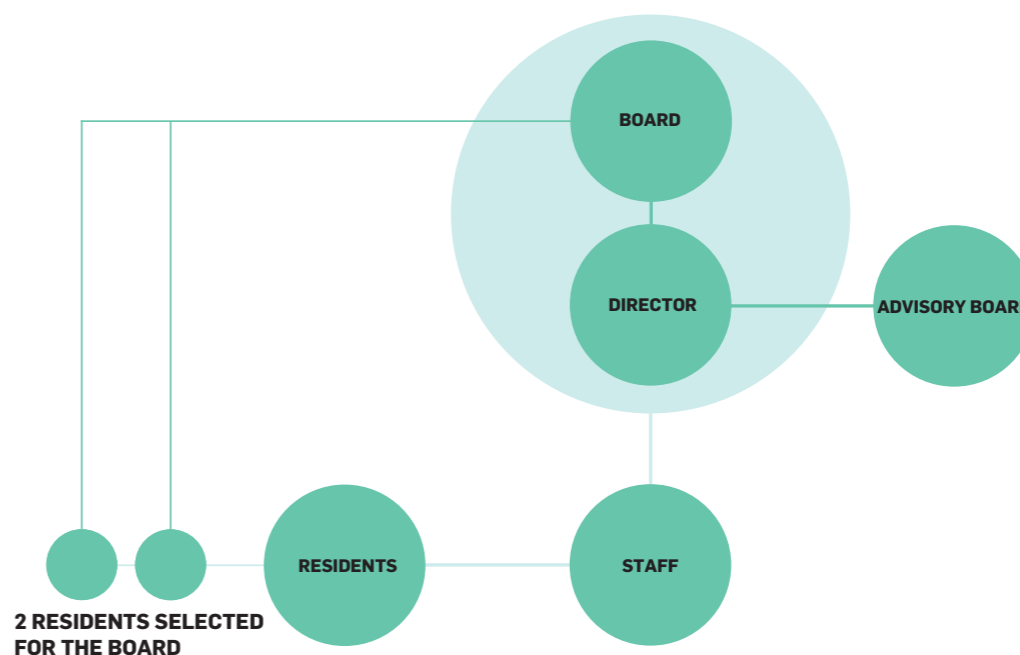 BOARD
DIRECTOR
ADVISORY BOAR
RESIDENTS
STAFF
2 RESIDENTS SELECTED
FOR THE BOARD